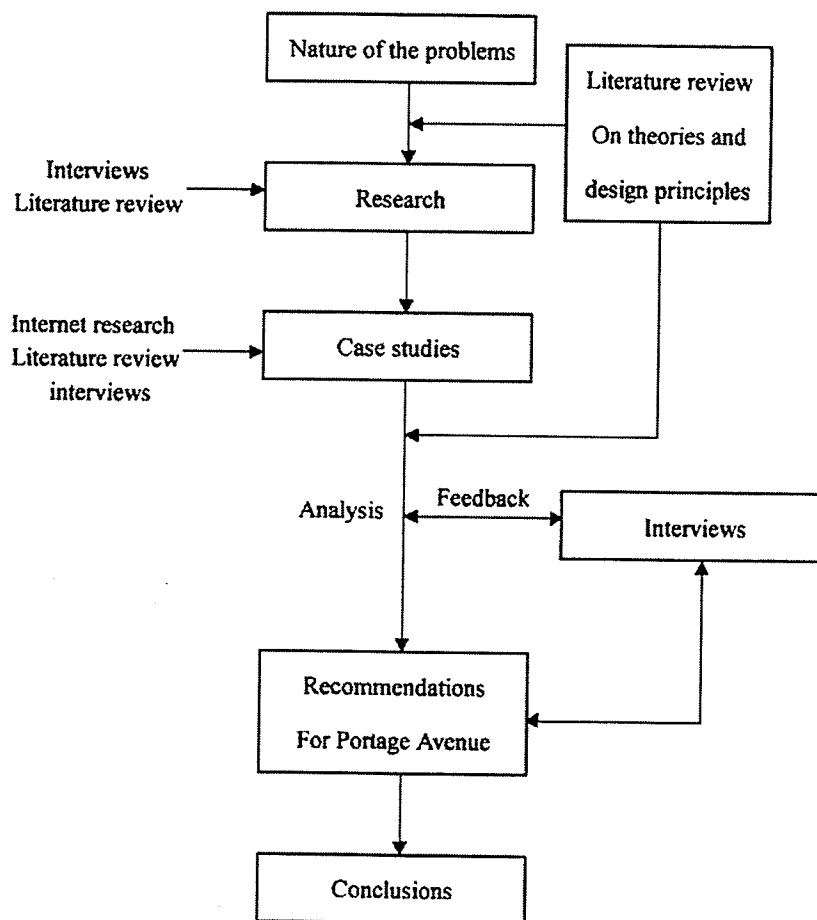 Nature of the problems
Literature review
On theories and
design principles
Interviews
Literature review
Research
Internet research
Literature review
interviews
Case studies
Analysis
Feedback
Interviews
Recommendations
For Portage Avenue
Conclusions